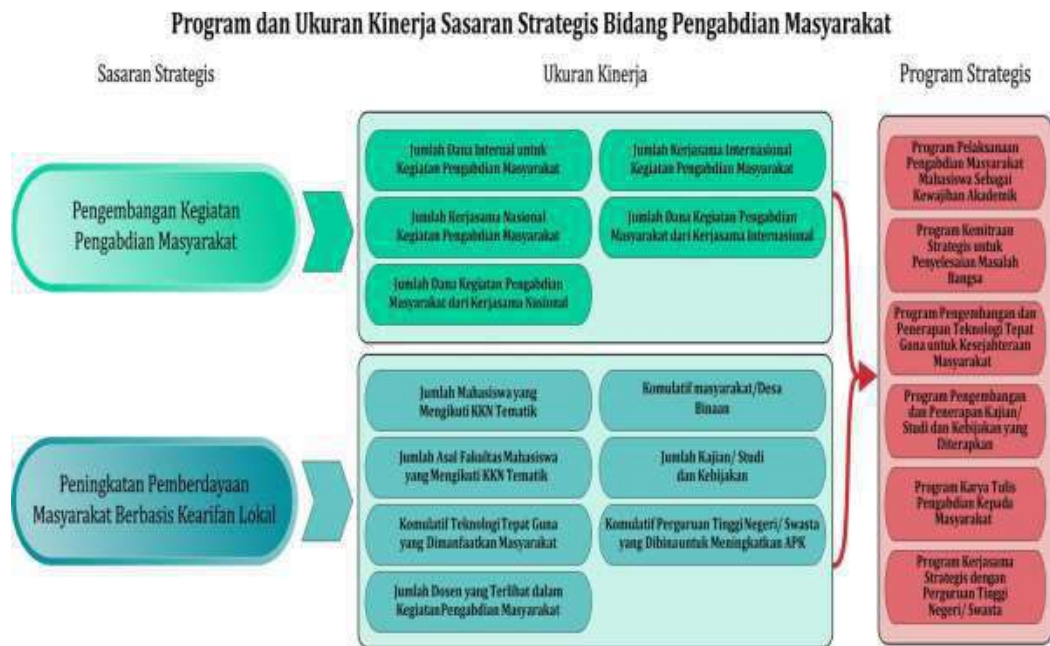 Program dan Ukuran Kinerja Sasaran Strategis Bidang Pengabdian Masyarakat
Sasaran Strategis
Ukuran Kinerja
Program Strategis
Pengembangan Kegiatan
Pengabdian Masyarakat
Jumlah Dana Internal untuk
Kegiatan Pengabdian Masyarakat
Jumlah Kerjasama Internasional
Kegiatan Pengabdian Masyarakat
Jumlah Kerjasama Nasional
Kegiatan Pengabdian Masyarakat
Jumlah Dana Kegiatan Pengabdian
Masyarakat dari Kerjasama Internasional
Jumlah Dana Kegiatan Pengabdian
Masyarakat dari Kerjasama Nasional
Peningkatan Pemberdayaan
Masyarakat Berbasis Kearifan Lokal
Jumlah Mahasiswa yang
Mengikuti KKN Tematik
Komulatif masyarakat/Desa
Binaan
Jumlah Asal Fakultas Mahasiswa
yang Mengikuti KKN Tematik
Jumlah Kajian/ Studi
dan Kebijakan
Komulatif Teknologi Tepat Guna
yang Dimanfaatkan Masyarakat
Komulatif Perguruan Tinggi Negeri/ Swasta
yang Dibina untuk Meningkatkan APK
Jumlah Dosen yang Terlihat dalam
Kegiatan Pengabdian Masyarakat
Program Pelaksanaan
Pengabdian Masyarakat
Mahasiswa Sebagai
Kewajiban Akademik
Program Kemitraan
Strategis untuk
Penyelesaian Masalah
Bangsa
Program Pengembangan dan
Penerapan Teknologi Tepat
Guna untuk Kesejahteraan
Masyarakat
Program Pengembangan
dan Penerapan Kajian/
Studi dan Kebijakan yang
Diterapkan
Program Karya Tulis
Pengabdian Kepada
Masyarakat
Program Kerjasama
Strategis dengan
Perguruan Tinggi
Negeri/ Swasta